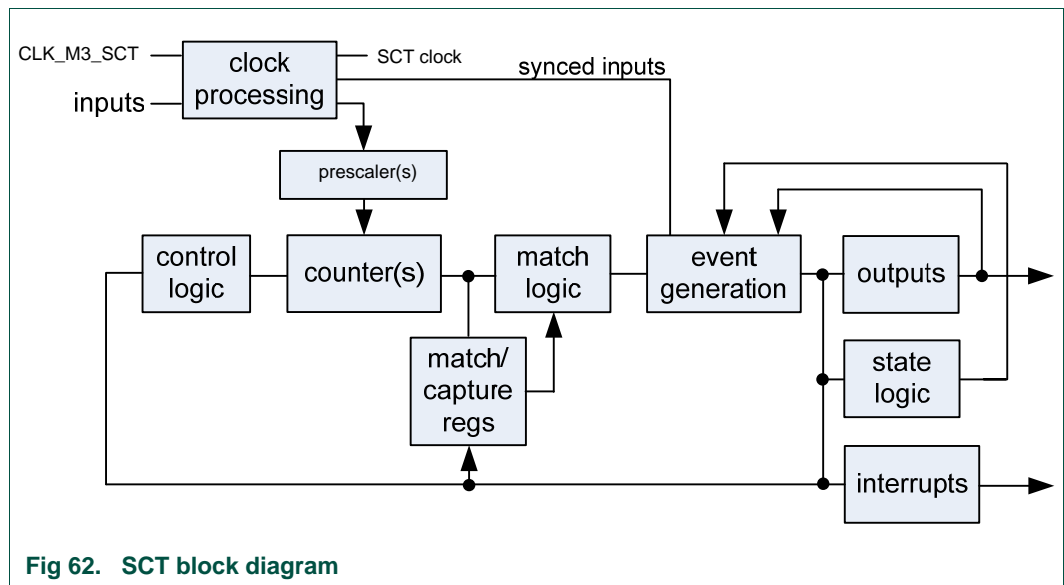 CLK_M3_SCT
inputs
clock
processing
SCT clock
synced inputs
prescaler(s)
control
logic
counter(s)
match
logic
event
generation
outputs
match/
capture
regs
state
logic
interrupts
Fig 62. SCT block diagram